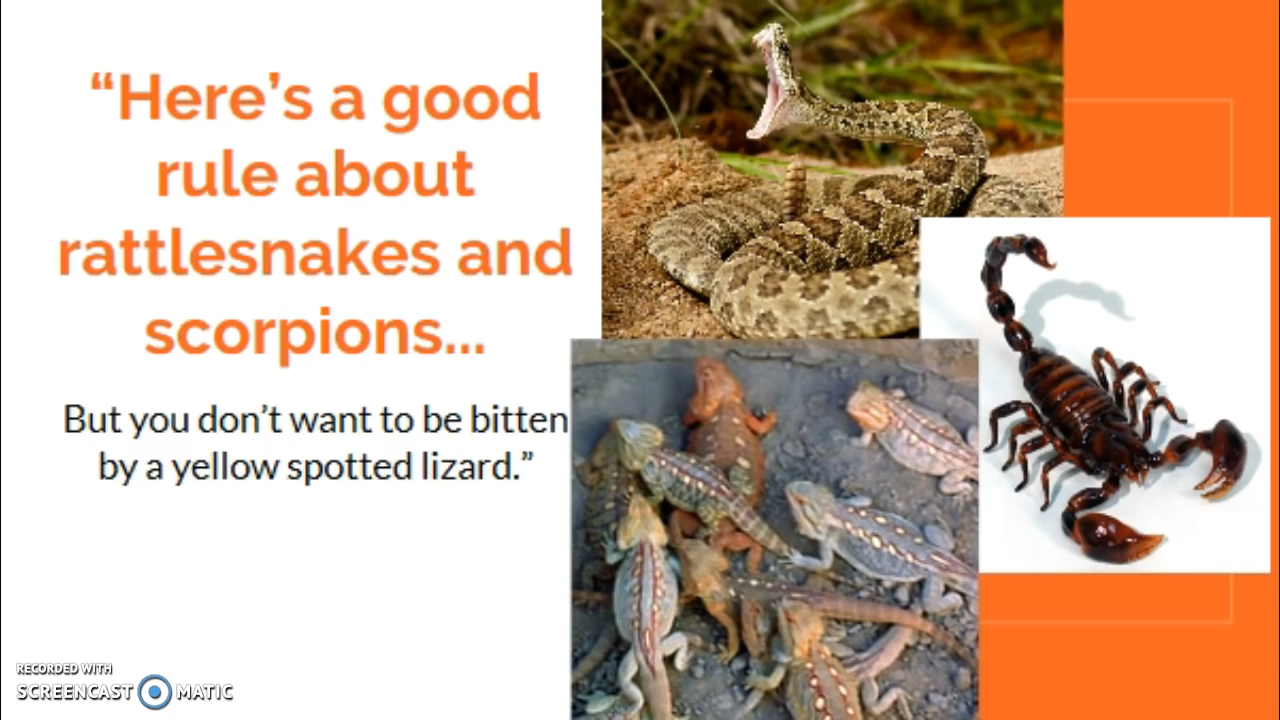 “Here’s a good
rule about
rattlesnakes and
scorpions...
But you don’t want to be bitten
by a yellow spotted lizard.”
RECORDED WITH
SCREENCAST MATIC